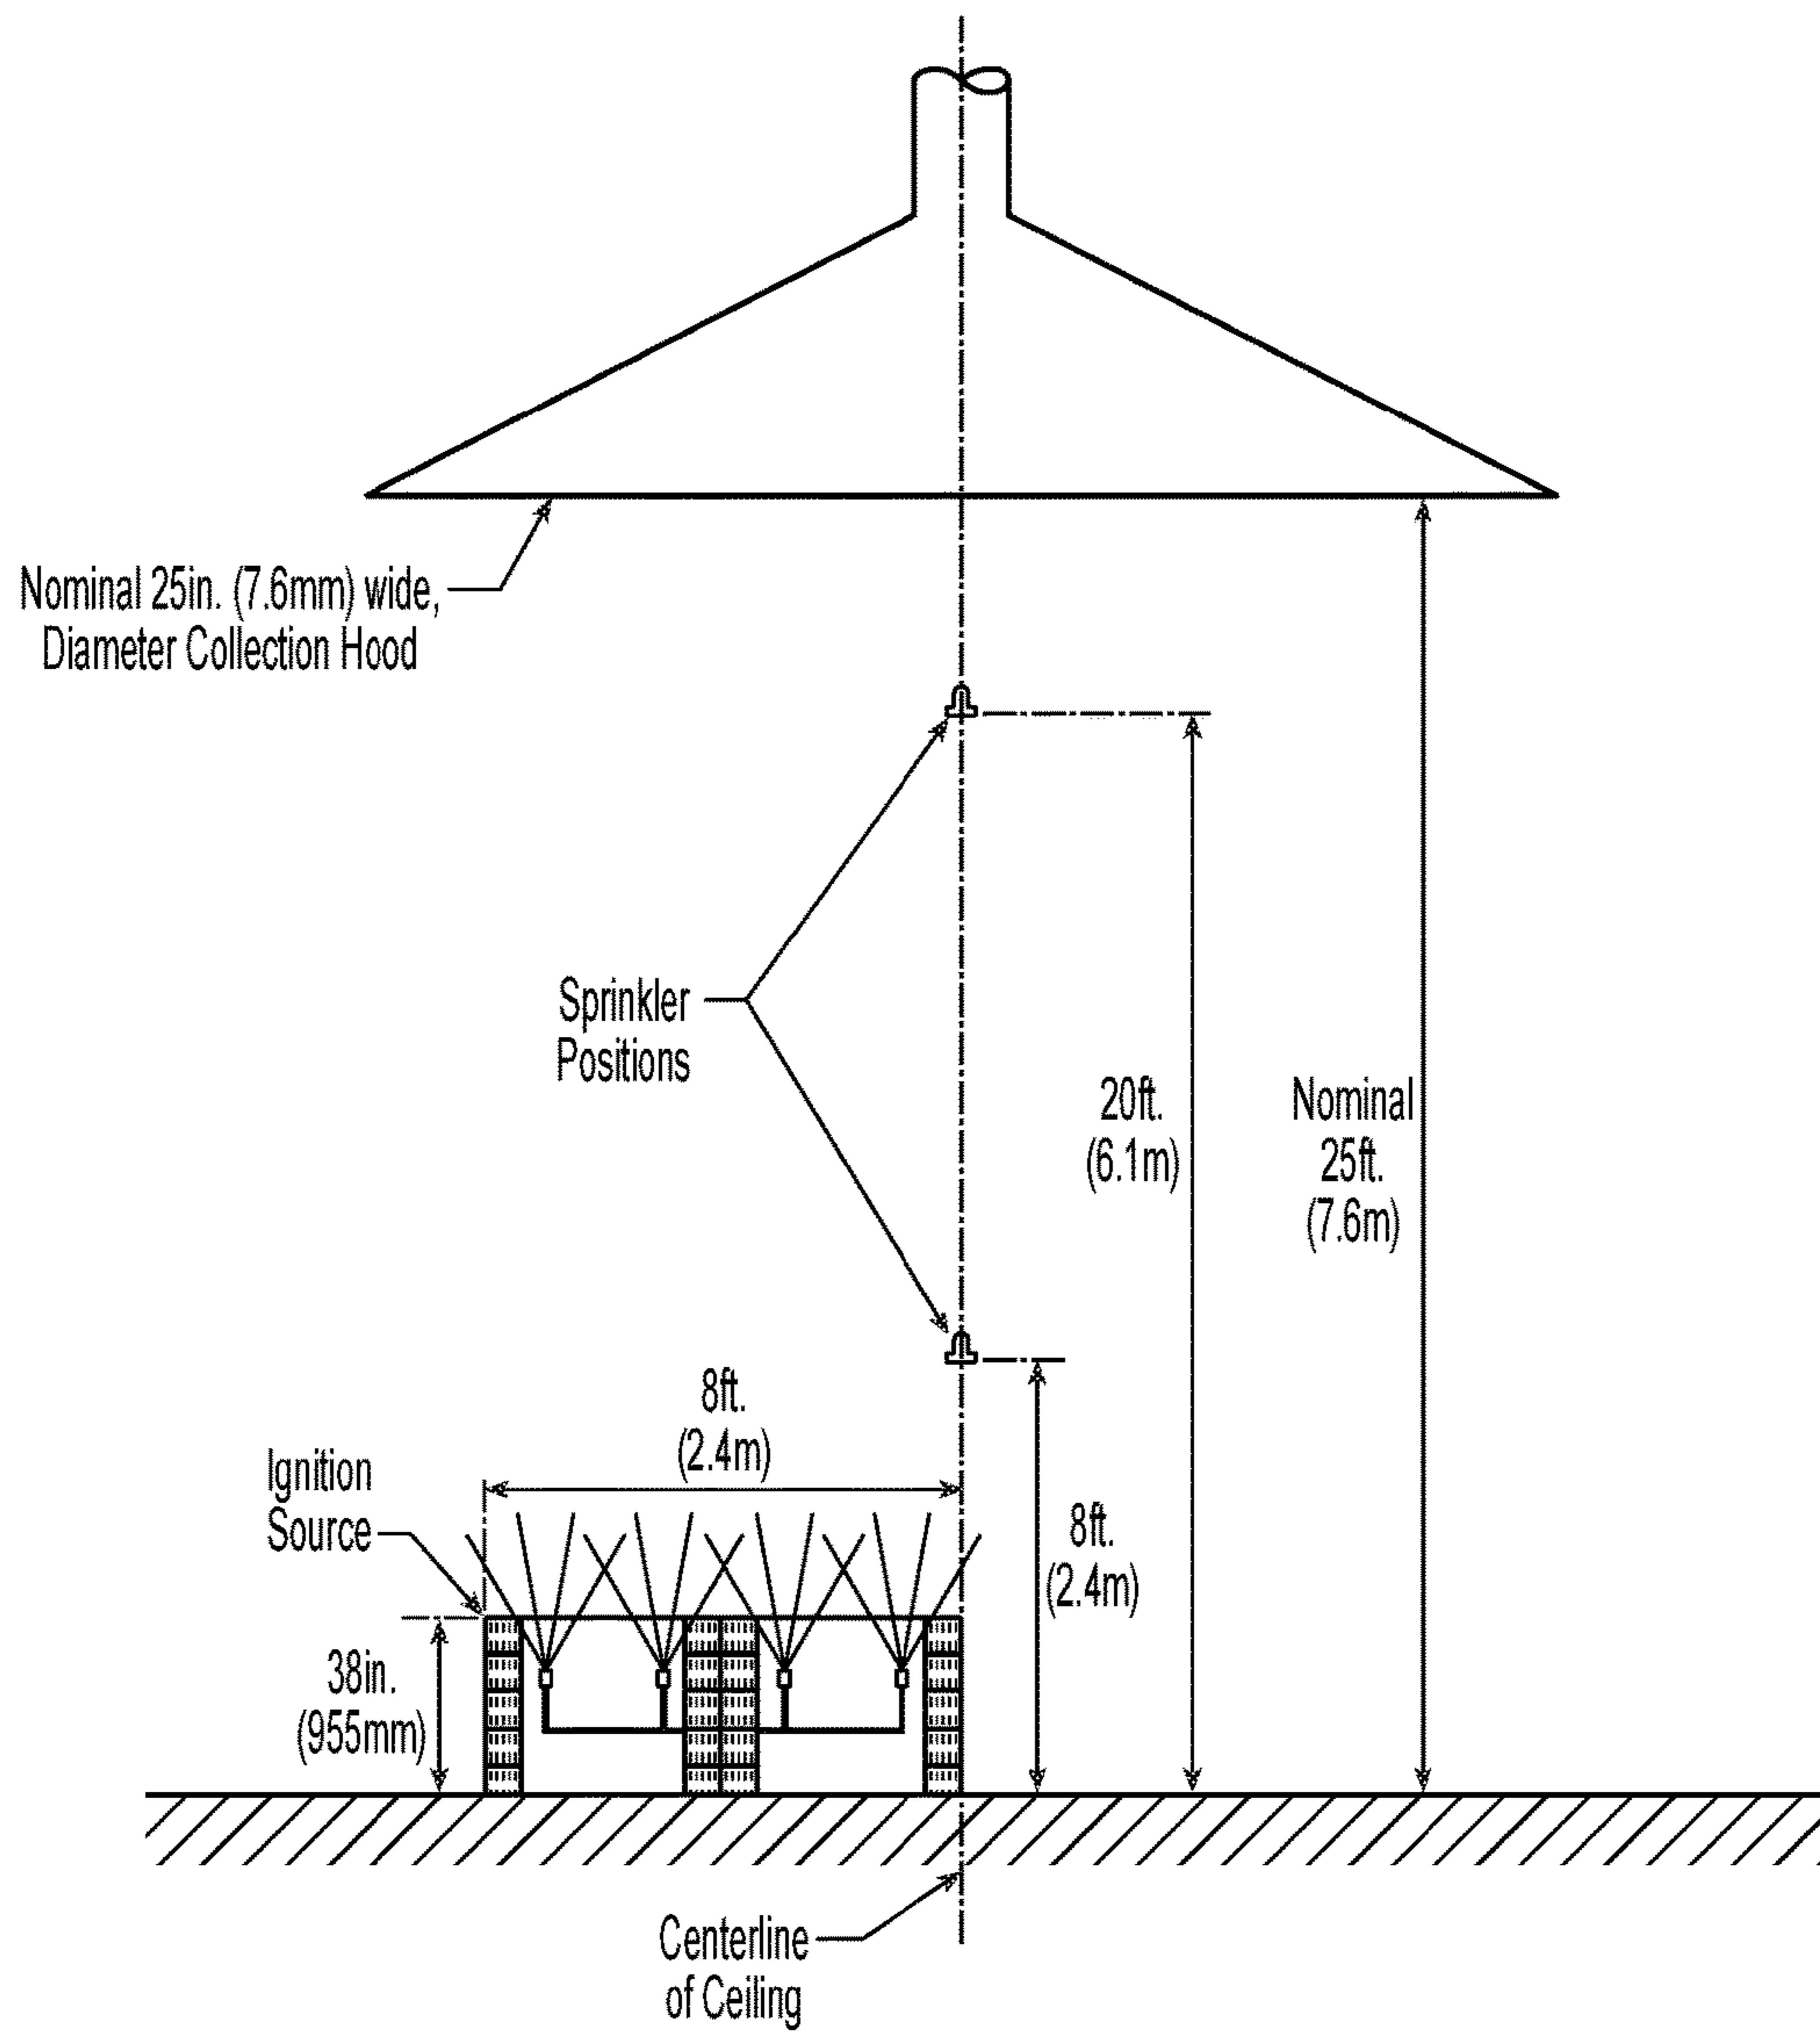 Nominal 25in. (7.6mm) wide,
Diameter Collection Hood
Sprinkler
Positions
20ft.
(6.1m)
Nominal
25ft.
(7.6m)
8ft.
(2.4m)
Ignition
Source
8ft.
(2.4m)
38in.
(955mm)
Centerline
of Ceiling